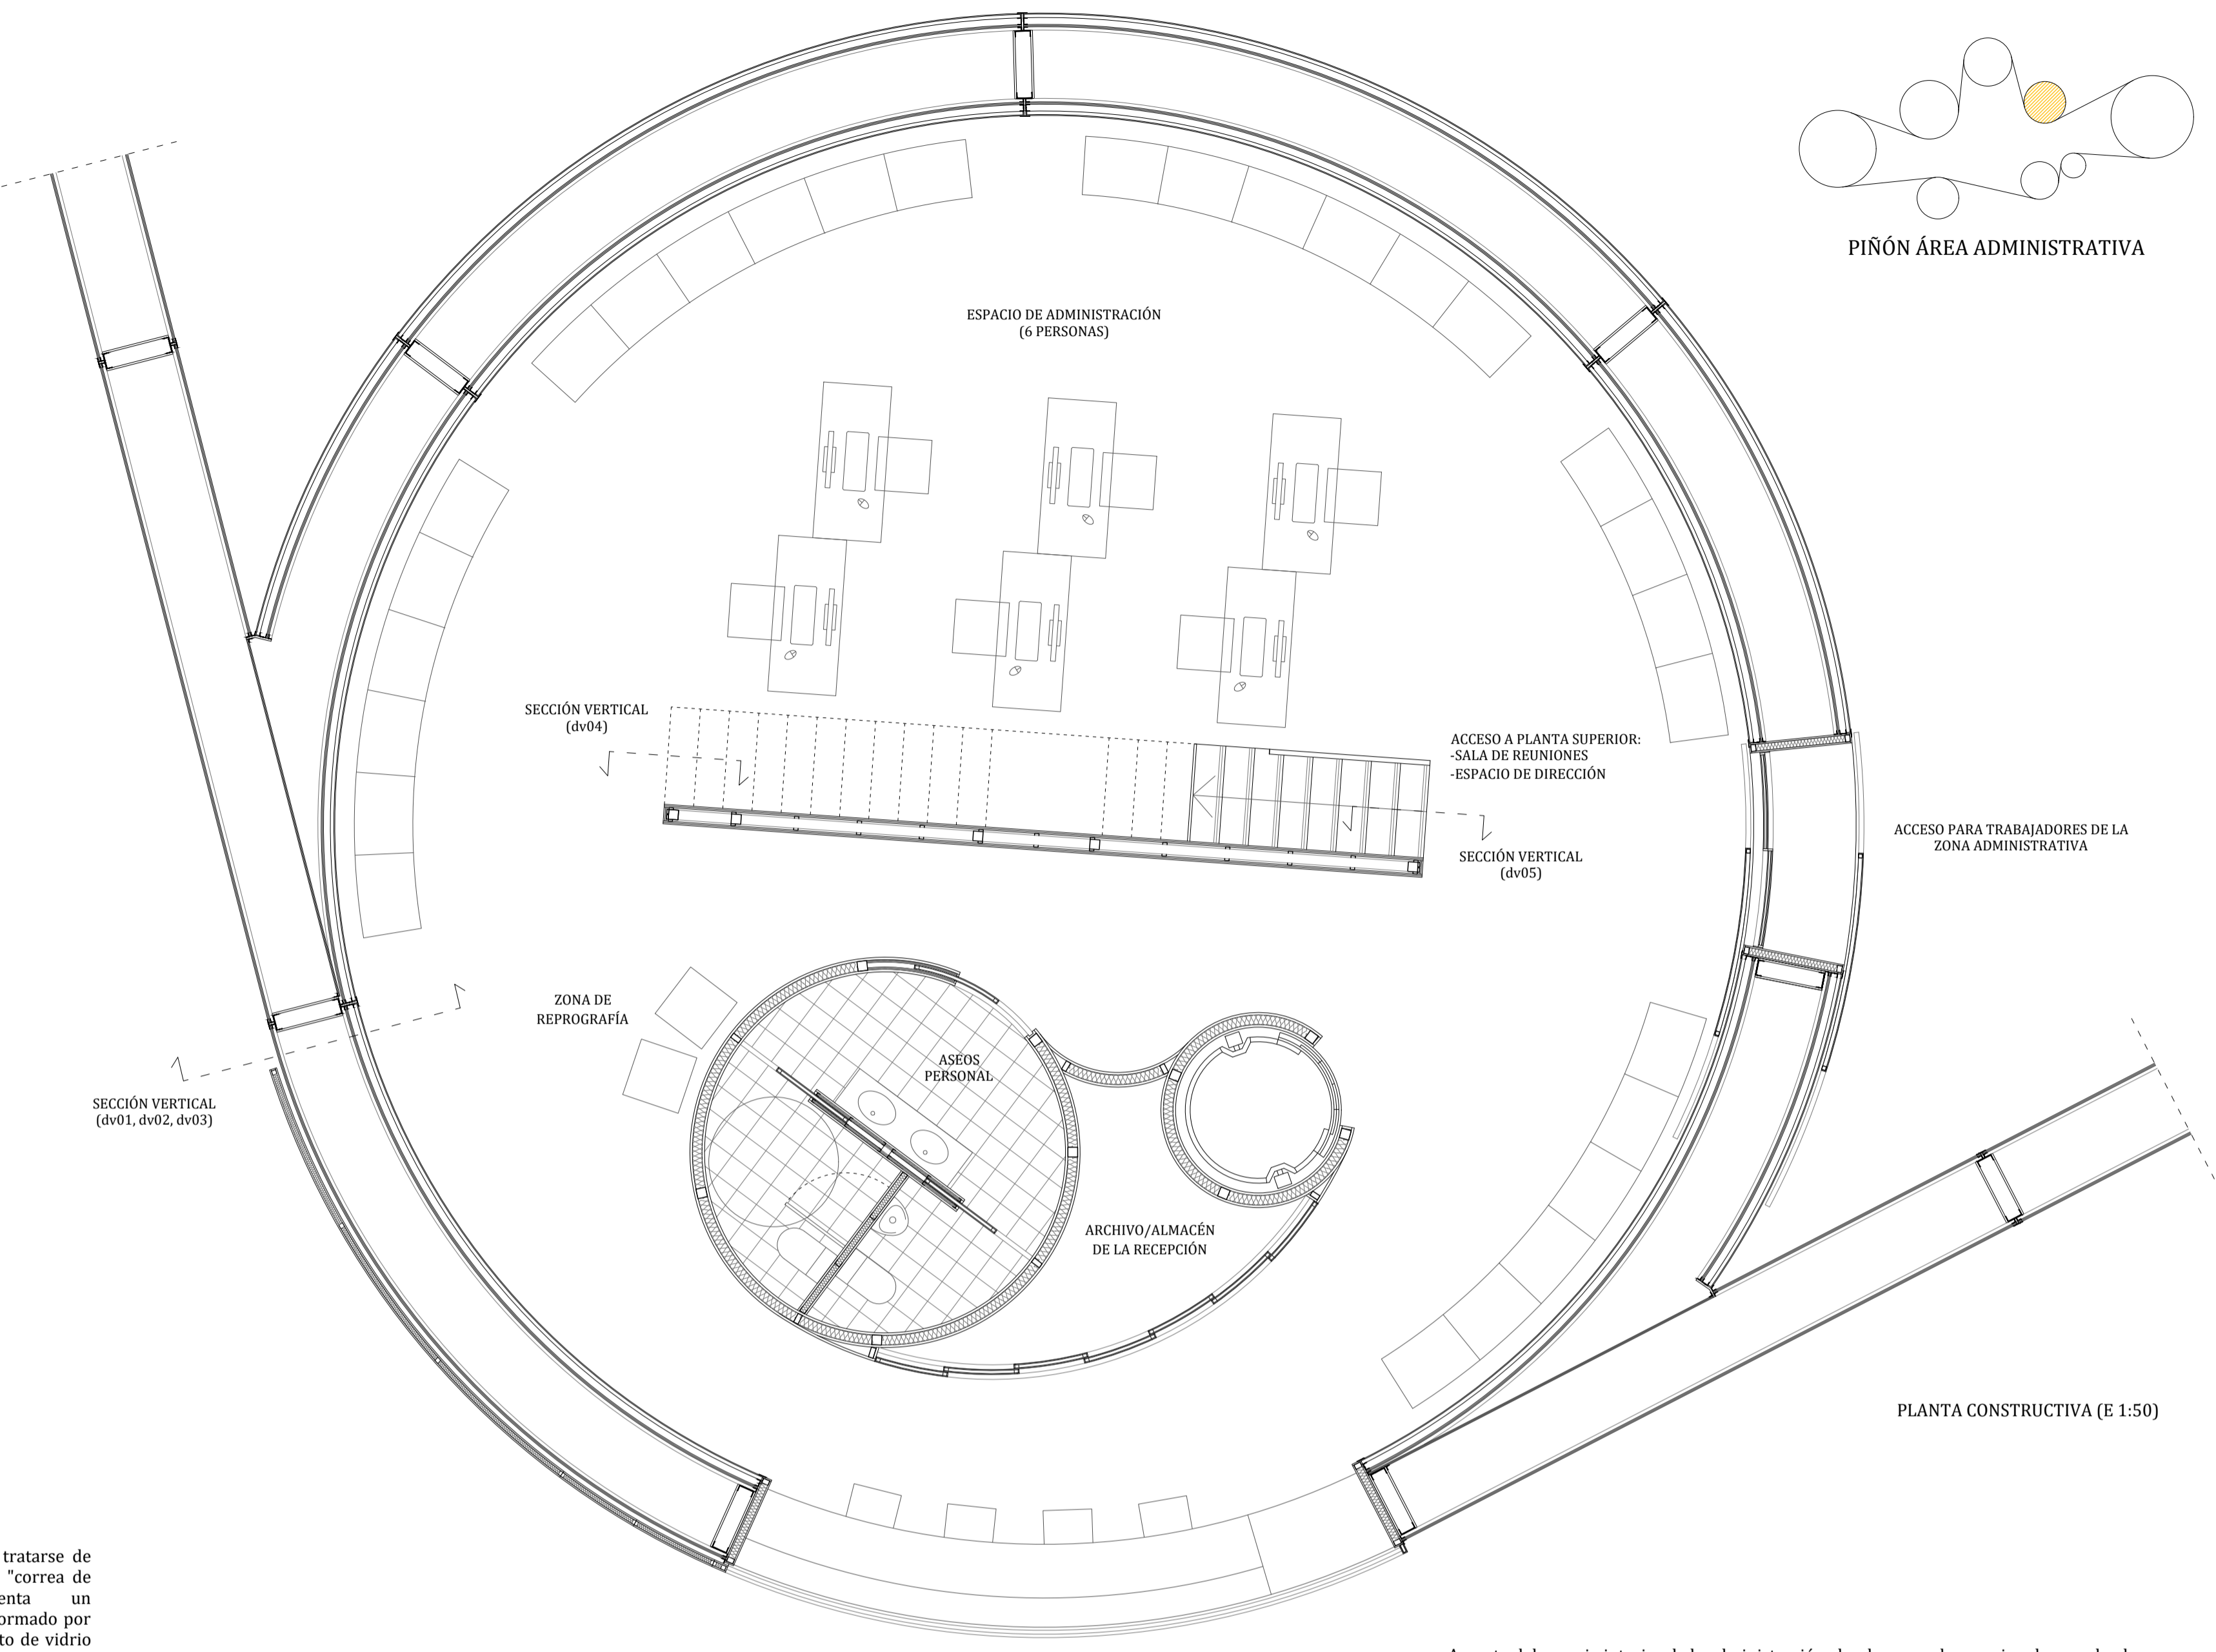 PIÑÓN ÁREA ADMINISTRATIVA
ESPACIO DE ADMINISTRACIÓN
(6 PERSONAS)
SECCIÓN VERTICAL
(dv04)
ACCESO A PLANTA SUPERIOR:
-SALA DE REUNIONES
-ESPACIO DE DIRECCIÓN
ACCESO PARA TRABAJADORES DE LA
ZONA ADMINISTRATIVA
SECCIÓN VERTICAL
(dv05)
ZONA DE
REPROGRAFÍA
ASEOS
PERSONAL
SECCIÓN VERTICAL
(dv01, dv02, dv03)
ARCHIVO/ALMACÉN
DE LA RECEPCIÓN
PLANTA CONSTRUCTIVA (E 1:50)
tratarse de
"correa de
enta un
ormado por
to de vidrio